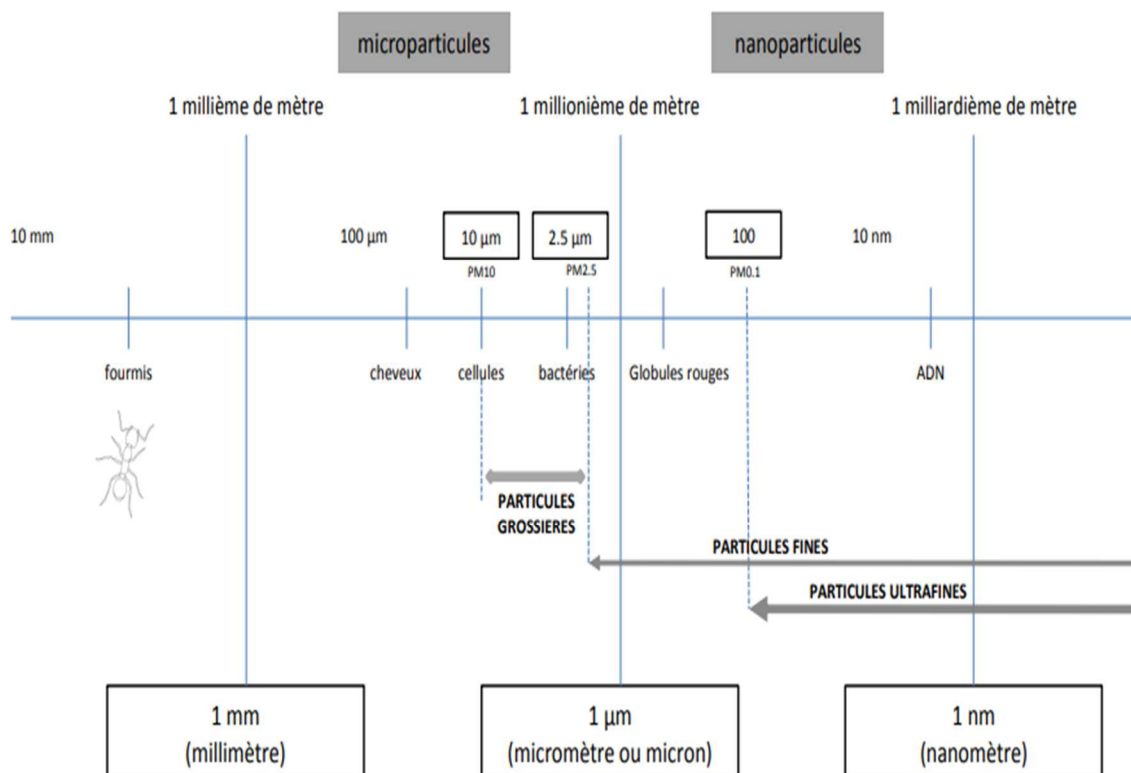 microparticules
nanoparticules
1 millième de mètre
1 millionième de mètre
1 milliardième de mètre
10 mm
100 µm
10 µm
2.5 µm
100
10 nm
PM10
PM2.5
PM0.1
fourmis
cheveux
cellules
bactéries
Globules rouges
ADN
PARTICULES
GROSSIERES
PARTICULES FINES
PARTICULES ULTRAFINES
1 mm
(millimètre)
1 µm
(micromètre ou micron)
1 nm
(nanomètre)